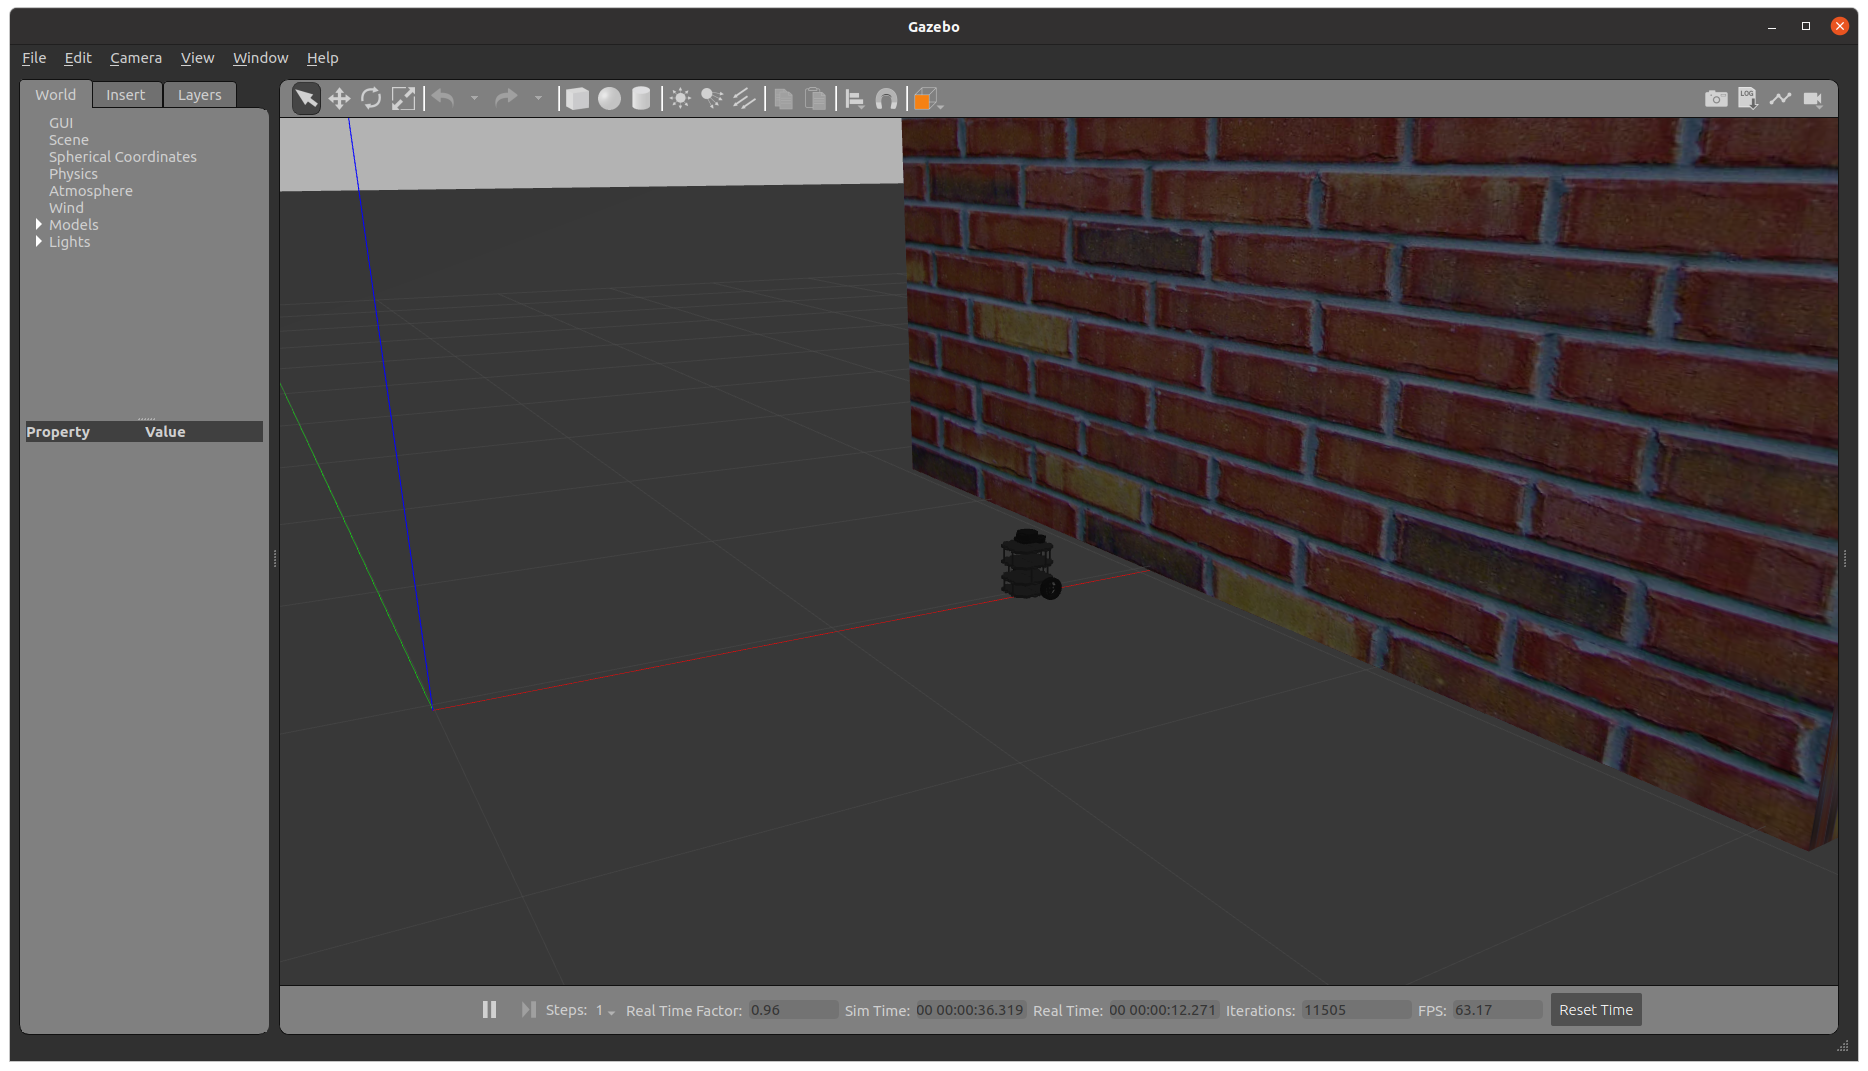 Gazebo
File Edit Camera View Window Help
World Insert Layers
LOG
GUI
Scene
Spherical Coordinates
Physics
Atmosphere
Wind
Models
Lights
Property Value
Steps: 1 Real Time Factor: 0.96 Sim Time: 00 00:00:36.319 Real Time: 00 00:00:12.271 Iterations: 11505 FPS: 63.17 Reset Time